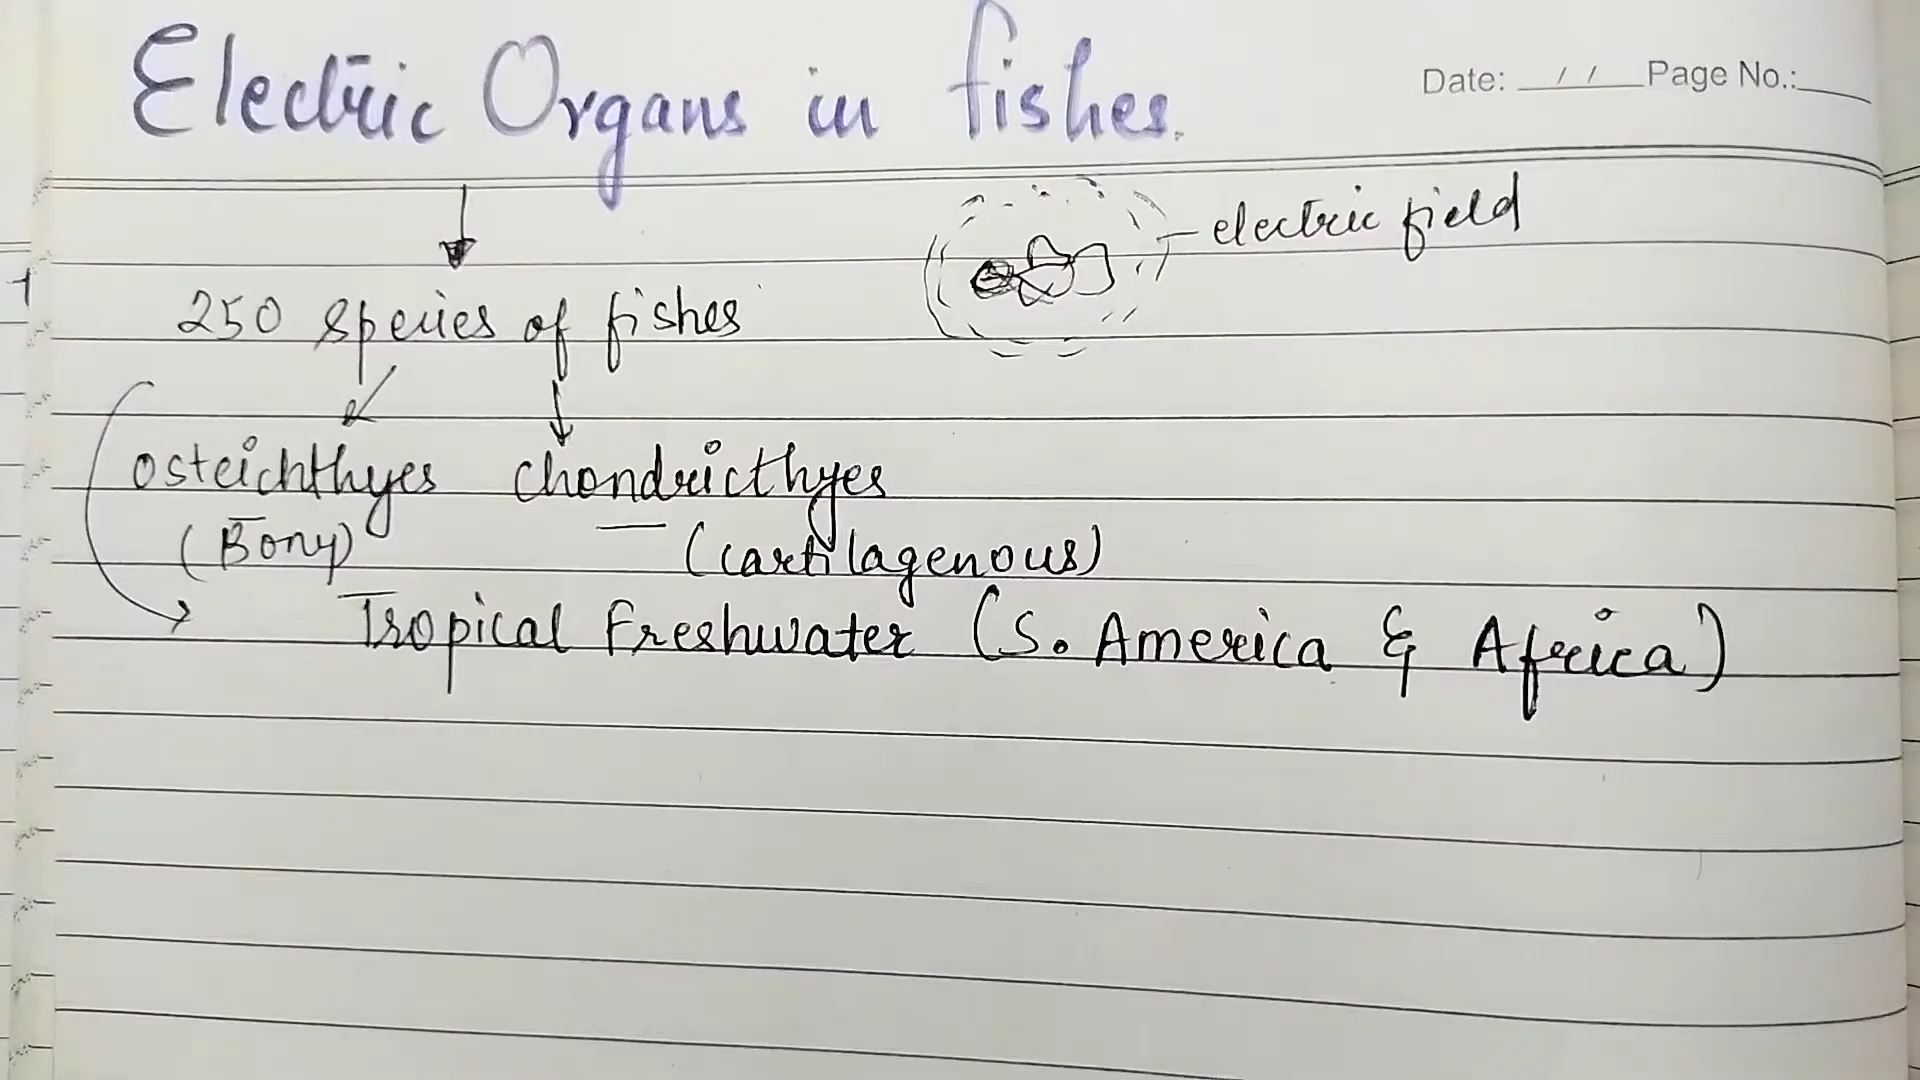 Electric Organs in fishes.
Date: / / Page No.:
electric field
250 species of fishes
osteichthyes chondricthyes
(Bony) (cartilagenous)
Tropical Freshwater (S. America & Africa)